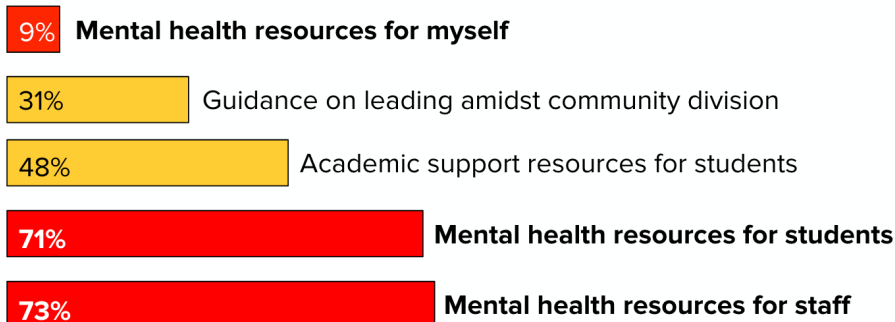 9% Mental health resources for myself
31% Guidance on leading amidst community division
48% Academic support resources for students
71% Mental health resources for students
73% Mental health resources for staff